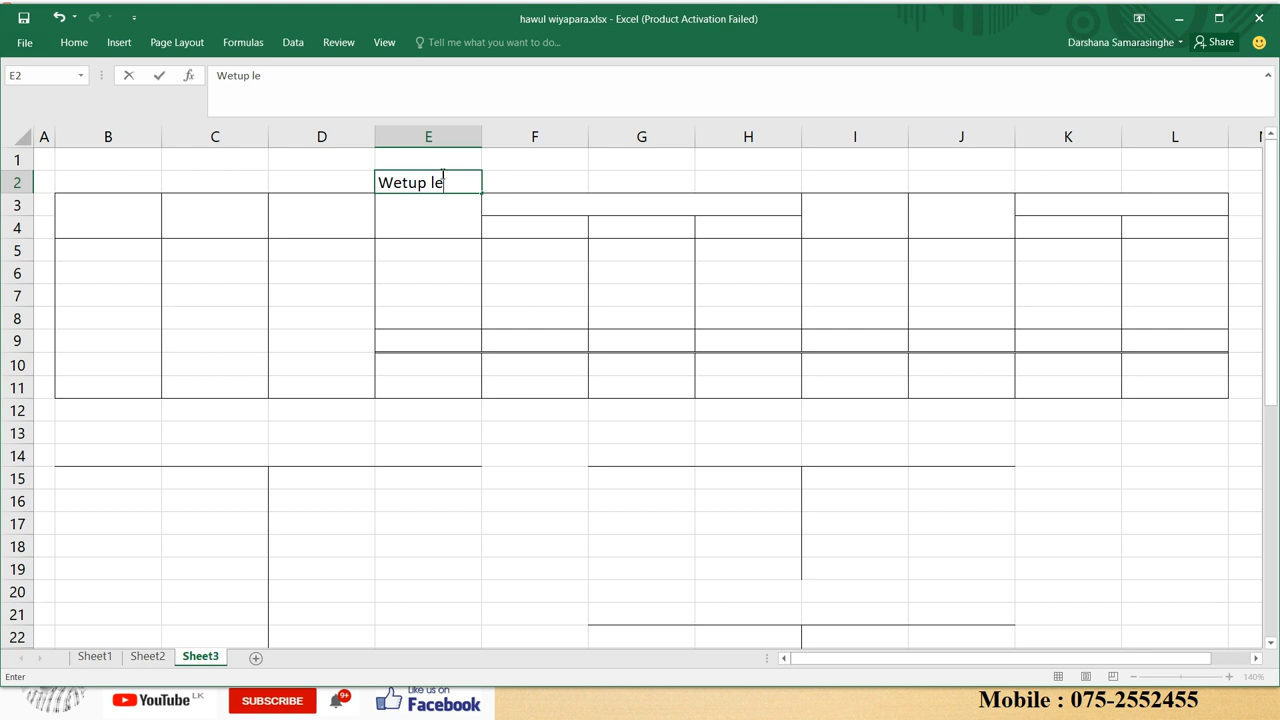 hawul wiyapara.xlsx - Excel (Product Activation Failed)
File Home Insert Page Layout Formulas Data Review View Tell me what you want to do... Darshana Samarasinghe Share
E2 fx Wetup le
A B C D E F G H I J K L
1
2 Wetup le
3
4
5
6
7
8
9
10
11
12
13
14
15
16
17
18
19
20
21
22
Sheet1 Sheet2 Sheet3
Enter 140%
YouTube LK SUBSCRIBE 9+ Like us on Facebook Mobile : 075-2552455